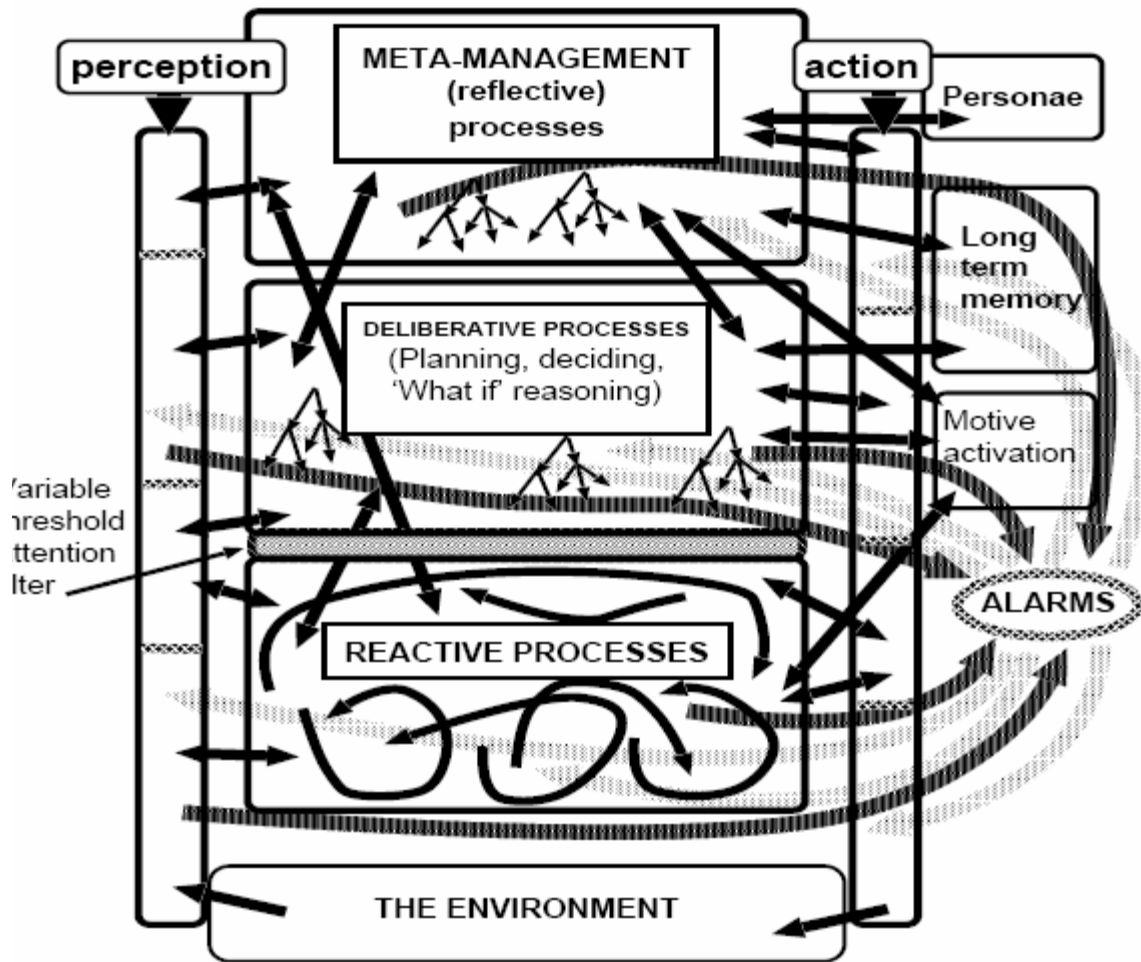 perception
META-MANAGEMENT
(reflective)
processes
action
Personae
Long
term
memory
DELIBERATIVE PROCESSES
(Planning, deciding,
‘What if’ reasoning)
Motive
activation
ariable
hreshold
ttention
lter
ALARMS
REACTIVE PROCESSES
THE ENVIRONMENT